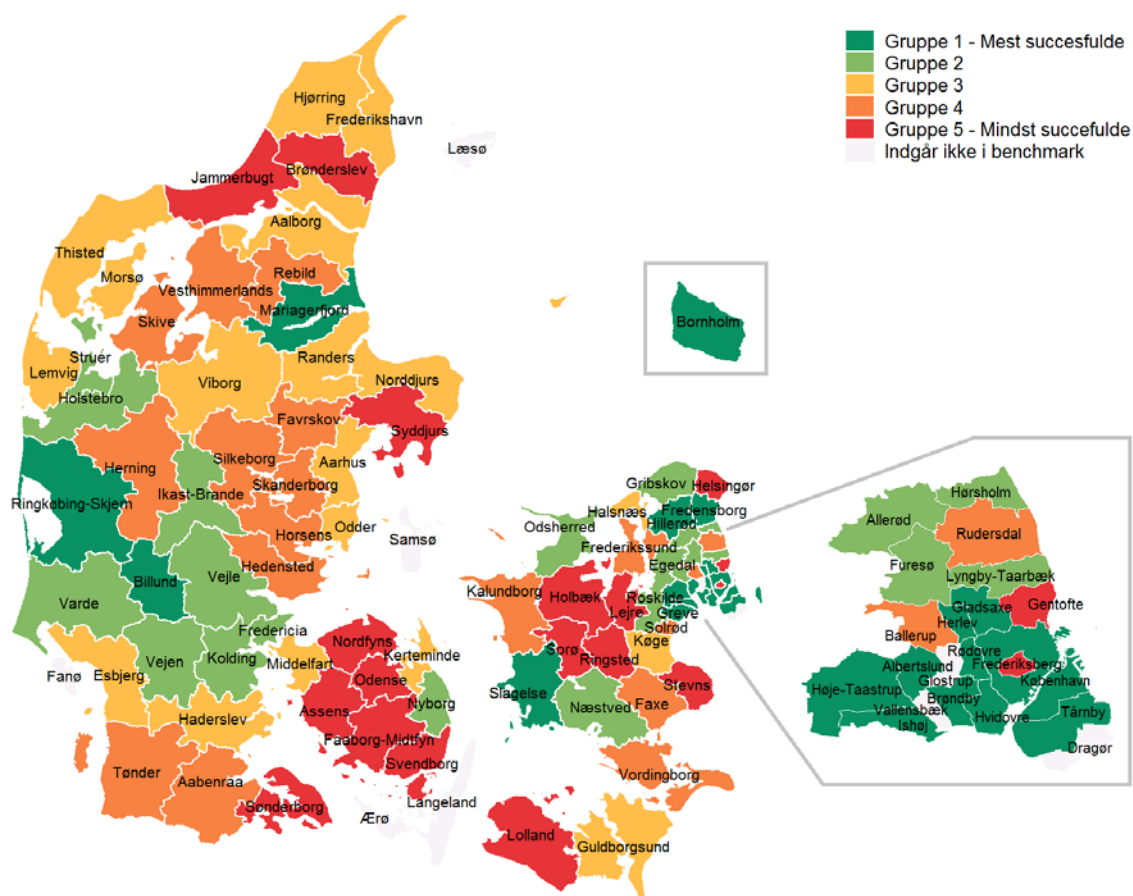 Gruppe 1 - Mest succesfulde
Gruppe 2
Gruppe 3
Gruppe 4
Gruppe 5 - Mindst succefulde
Indgår ikke i benchmark
Hjørring
Frederikshavn
Læsø
Brønderslev
Jammerbugt
Aalborg
Thisted
Morsø
Rebild
Vesthimmerlands
Mariagerfjord
Skive
Bornholm
Struer
Lemvig
Randers
Viborg
Norddjurs
Holstebro
Favrskov
Syddjurs
Silkeborg
Aarhus
Herning
Skanderborg
Ikast-Brande
Ringkøbing-Skjern
Odder
Horsens
Samsø
Hedensted
Billund
Vejle
Varde
Fredericia
Vejen
Kolding
Esbjerg
Fanø
Haderslev
Tønder
Aabenraa
Sønderborg
Middelfart
Nordfyns
Kerteminde
Odense
Nyborg
Assens
Faaborg-Midtfyn
Svendborg
Langeland
Ærø
Gribskov
Helsingør
Halsnæs
Fredensborg
Hillerød
Odsherred
Frederikssund
Egedal
Kalundborg
Holbæk
Roskilde
Lejre
Greve
Solrød
Køge
Sorø
Ringsted
Slagelse
Stevns
Næstved
Faxe
Vordingborg
Lolland
Guldborgsund
Hørsholm
Allerød
Rudersdal
Furesø
Lyngby-Taarbæk
Gladsaxe
Gentofte
Herlev
Ballerup
Rødovre
Albertslund
Frederiksberg
Glostrup
Høje-Taastrup
København
Brøndby
Vallensbæk
Hvidovre
Tårnby
Ishøj
Dragør